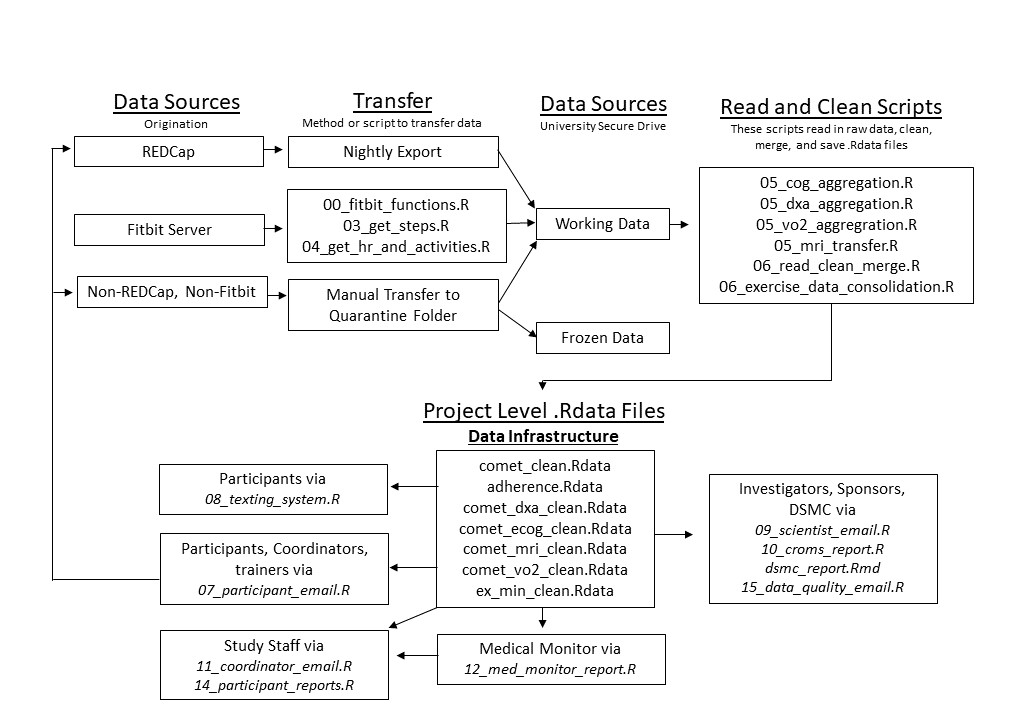 Data Sources
Origination
Transfer
Method or script to transfer data
Data Sources
University Secure Drive
Read and Clean Scripts
These scripts read in raw data, clean,
merge, and save .Rdata files
REDCap
Nightly Export
Fitbit Server
00_fitbit_functions.R
03_get_steps.R
04_get_hr_and_activities.R
Working Data
05_cog_aggregation.R
05_dxa_aggregation.R
05_vo2_aggregration.R
05_mri_transfer.R
06_read_clean_merge.R
06_exercise_data_consolidation.R
Non-REDCap, Non-Fitbit
Manual Transfer to
Quarantine Folder
Frozen Data
Project Level .Rdata Files
Data Infrastructure
comet_clean.Rdata
adherence.Rdata
comet_dxa_clean.Rdata
comet_ecog_clean.Rdata
comet_mri_clean.Rdata
comet_vo2_clean.Rdata
ex_min_clean.Rdata
Participants via
08_texting_system.R
Participants, Coordinators,
trainers via
07_participant_email.R
Study Staff via
11_coordinator_email.R
14_participant_reports.R
Medical Monitor via
12_med_monitor_report.R
Investigators, Sponsors,
DSMC via
09_scientist_email.R
10_croms_report.R
dsmc_report.Rmd
15_data_quality_email.R